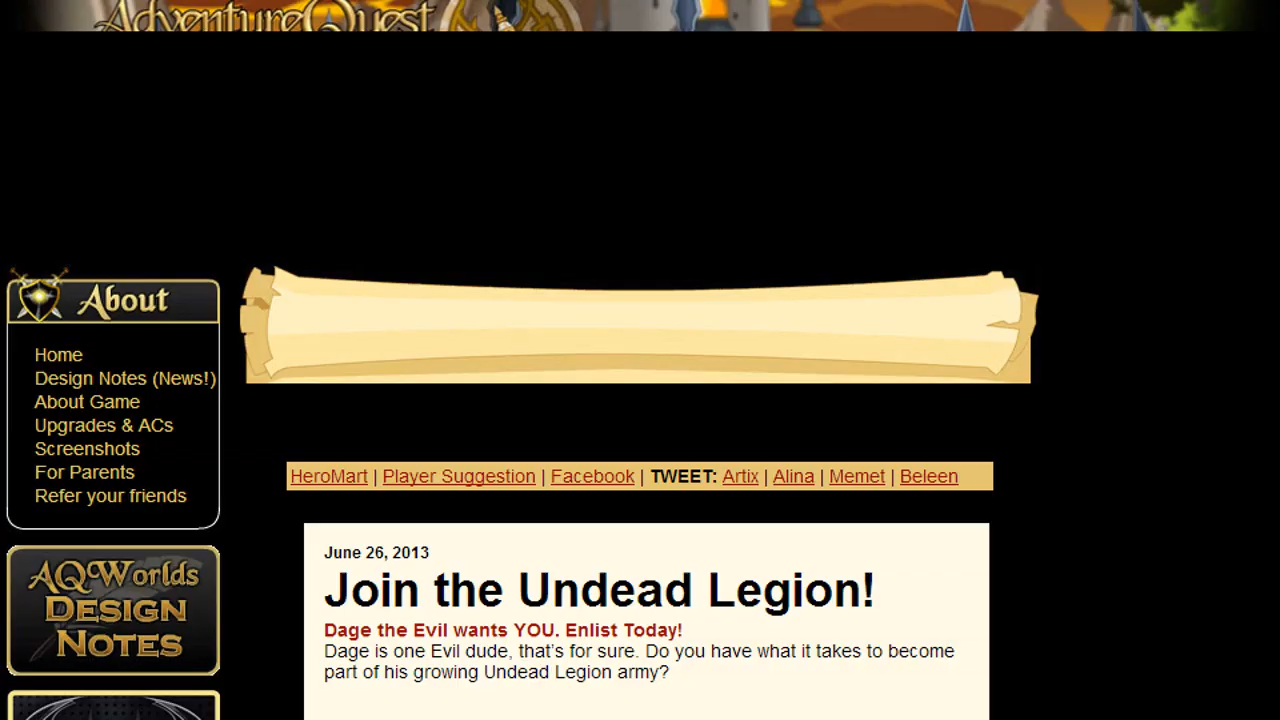 AdventureQuest
About
Home
Design Notes (News!)
About Game
Upgrades & ACs
Screenshots
For Parents
Refer your friends
AQWorlds
DESIGN
NOTES
HeroMart | Player Suggestion | Facebook | TWEET: Artix | Alina | Memet | Beleen
June 26, 2013
Join the Undead Legion!
Dage the Evil wants YOU. Enlist Today!
Dage is one Evil dude, that's for sure. Do you have what it takes to become
part of his growing Undead Legion army?